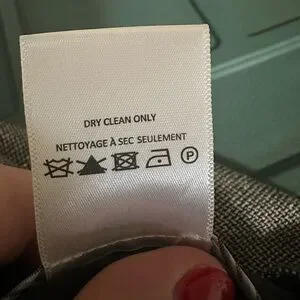 DRY CLEAN ONLY
NETTOYAGE À SEC SEULEMENT
P